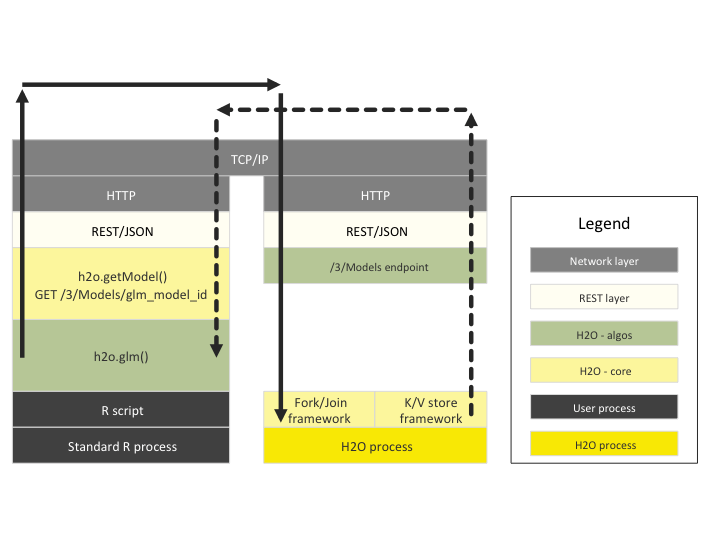 TCP/IP
HTTP
REST/JSON
h2o.getModel()
GET /3/Models/glm_model_id
h2o.glm()
R script
Standard R process
HTTP
REST/JSON
/3/Models endpoint
Fork/Join
framework
K/V store
framework
H2O process
Legend
Network layer
REST layer
H2O - algos
H2O - core
User process
H2O process